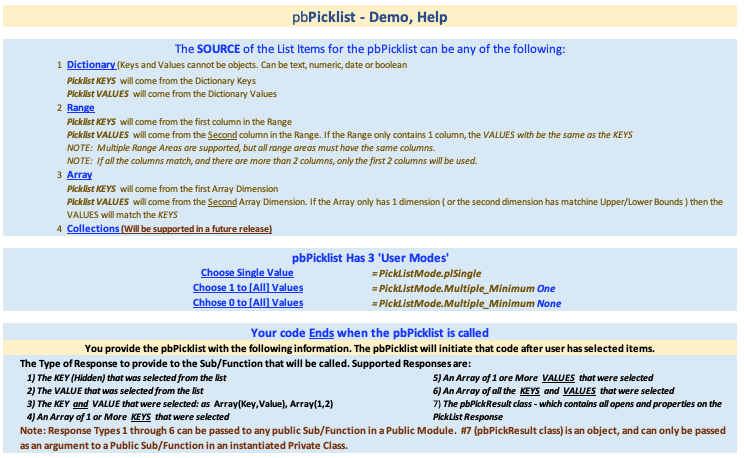 pbPicklist - Demo, Help
The SOURCE of the List Items for the pbPicklist can be any of the following:
1 Dictionary (Keys and Values cannot be objects. Can be text, numeric, date or boolean
Picklist KEYS will come from the Dictionary Keys
Picklist VALUES will come from the Dictionary Values
2 Range
Picklist KEYS will come from the first column in the Range
Picklist VALUES will come from the Second column in the Range. If the Range only contains 1 column, the VALUES with be the same as the KEYS
NOTE: Multiple Range Areas are supported, but all range areas must have the same columns.
NOTE: If all the columns match, and there are more than 2 columns, only the first 2 columns will be used.
3 Array
Picklist KEYS will come from the first Array Dimension
Picklist VALUES will come from the Second Array Dimension. If the Array only has 1 dimension ( or the second dimension has matchine Upper/Lower Bounds ) then the
VALUES will match the KEYS
4 Collections (Will be supported in a future release)
pbPicklist Has 3 'User Modes'
Choose Single Value =PickListMode.plSingle
Choose 1 to [All] Values =PickListMode.Multiple_Minimum One
Chhose 0 to [All] Values =PickListMode.Multiple_Minimum None
Your code Ends when the pbPicklist is called
You provide the pbPicklist with the following information. The pbPicklist will initiate that code after user has selected items.
The Type of Response to provide to the Sub/Function that will be called. Supported Responses are:
1) The KEY (Hidden) that was selected from the list
2) The VALUE that was selected from the list
3) The KEY and VALUE that were selected: as Array(Key,Value), Array(1,2)
4) An Array of 1 or More KEYS that were selected
5) An Array of 1 ore More VALUES that were selected
6) An Array of all the KEYS and VALUES that were selected
7) The pbPickResult class - which contains all opens and properties on the
PickList Response
Note: Response Types 1 through 6 can be passed to any public Sub/Function in a Public Module. #7 (pbPickResult class) is an object, and can only be passed
as an argument to a Public Sub/Function in an instantiated Private Class.